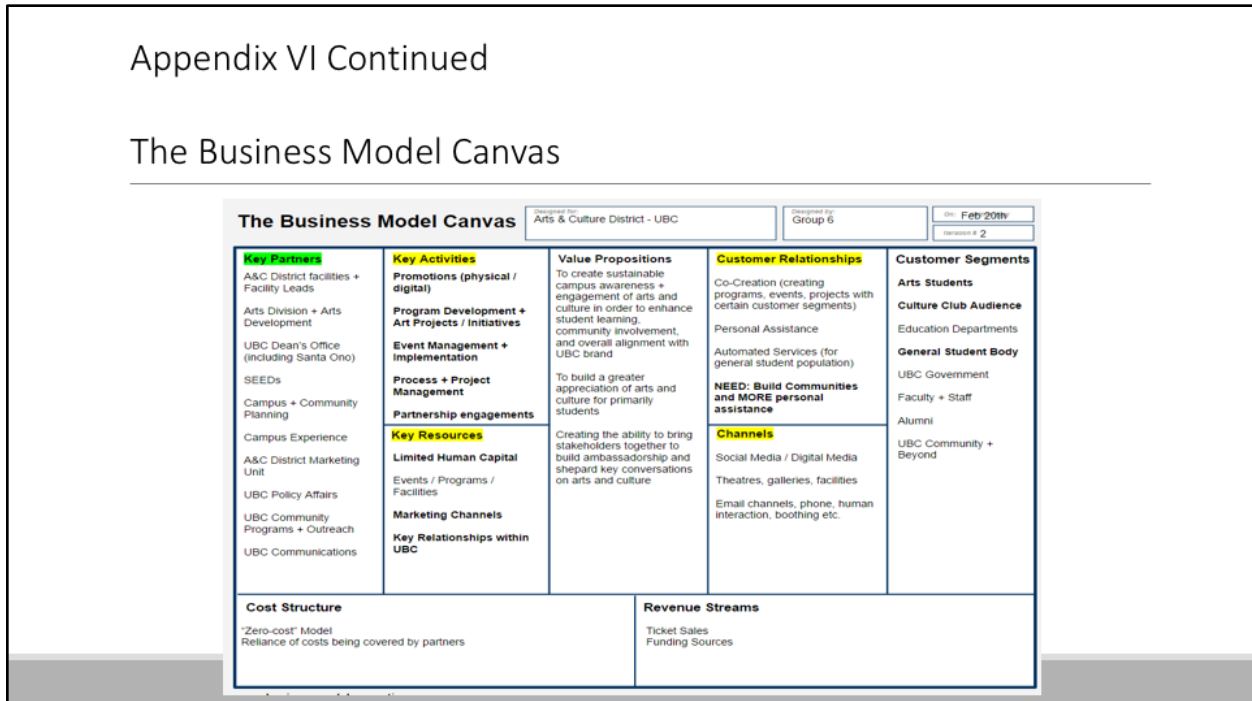 Appendix VI Continued
The Business Model Canvas
The Business Model Canvas
Designed for:
Arts & Culture District - UBC
Designed by:
Group 6
On:
Feb 20th
Iteration # 2
Key Partners
A&C District facilities +
Facility Leads
Arts Division + Arts
Development
UBC Dean's Office
(including Santa Ono)
SEEDs
Campus + Community
Planning
Campus Experience
A&C District Marketing
Unit
UBC Policy Affairs
UBC Community
Programs + Outreach
UBC Communications
Key Activities
Promotions (physical /
digital)
Program Development +
Art Projects / Initiatives
Event Management +
Implementation
Process + Project
Management
Partnership engagements
Key Resources
Limited Human Capital
Events / Programs /
Facilities
Marketing Channels
Key Relationships within
UBC
Value Propositions
To create sustainable
campus awareness +
engagement of arts and
culture in order to enhance
student learning,
community involvement,
and overall alignment with
UBC brand
To build a greater
appreciation of arts and
culture for primarily
students
Creating the ability to bring
stakeholders together to
build ambassadorship and
shepard key conversations
on arts and culture
Customer Relationships
Co-Creation (creating
programs, events, projects with
certain customer segments)
Personal Assistance
Automated Services (for
general student population)
NEED: Build Communities
and MORE personal
assistance
Channels
Social Media / Digital Media
Theatres, galleries, facilities
Email channels, phone, human
interaction, boothing etc.
Customer Segments
Arts Students
Culture Club Audience
Education Departments
General Student Body
UBC Government
Faculty + Staff
Alumni
UBC Community +
Beyond
Cost Structure
"Zero-cost" Model
Reliance of costs being covered by partners
Revenue Streams
Ticket Sales
Funding Sources